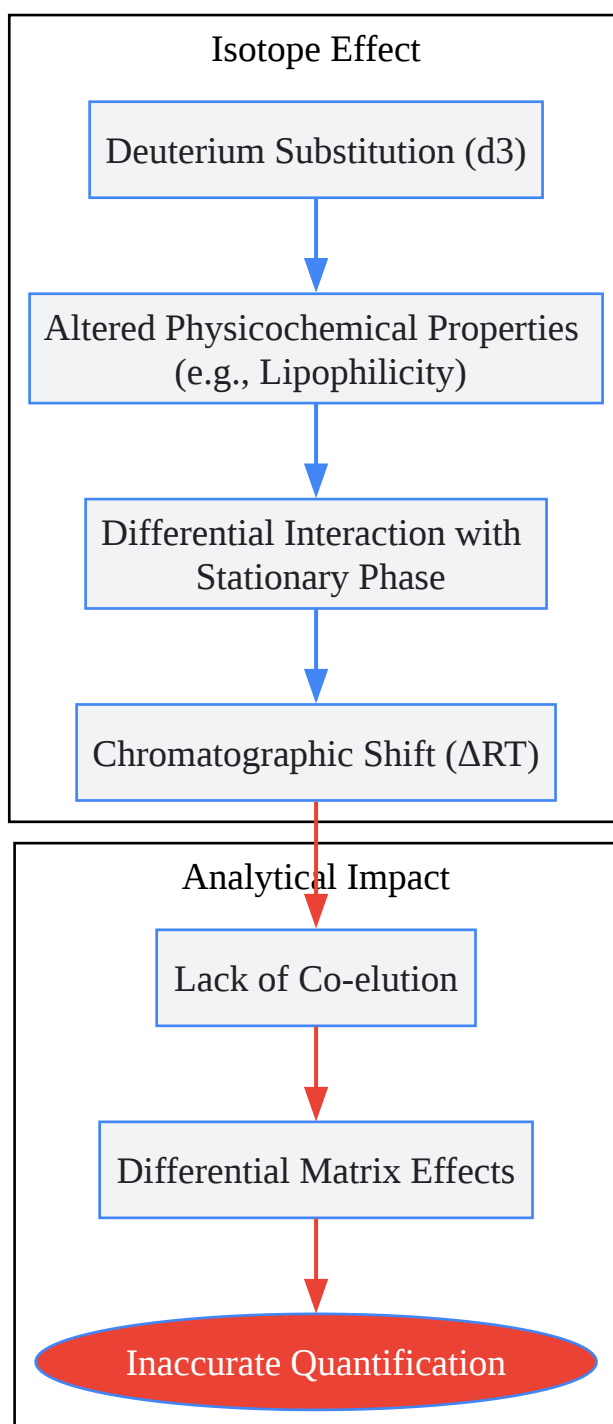 Isotope Effect
Deuterium Substitution (d3)
Altered Physicochemical Properties
(e.g., Lipophilicity)
Differential Interaction with
Stationary Phase
Chromatographic Shift (ΔRT)
Analytical Impact
Lack of Co-elution
Differential Matrix Effects
Inaccurate Quantification